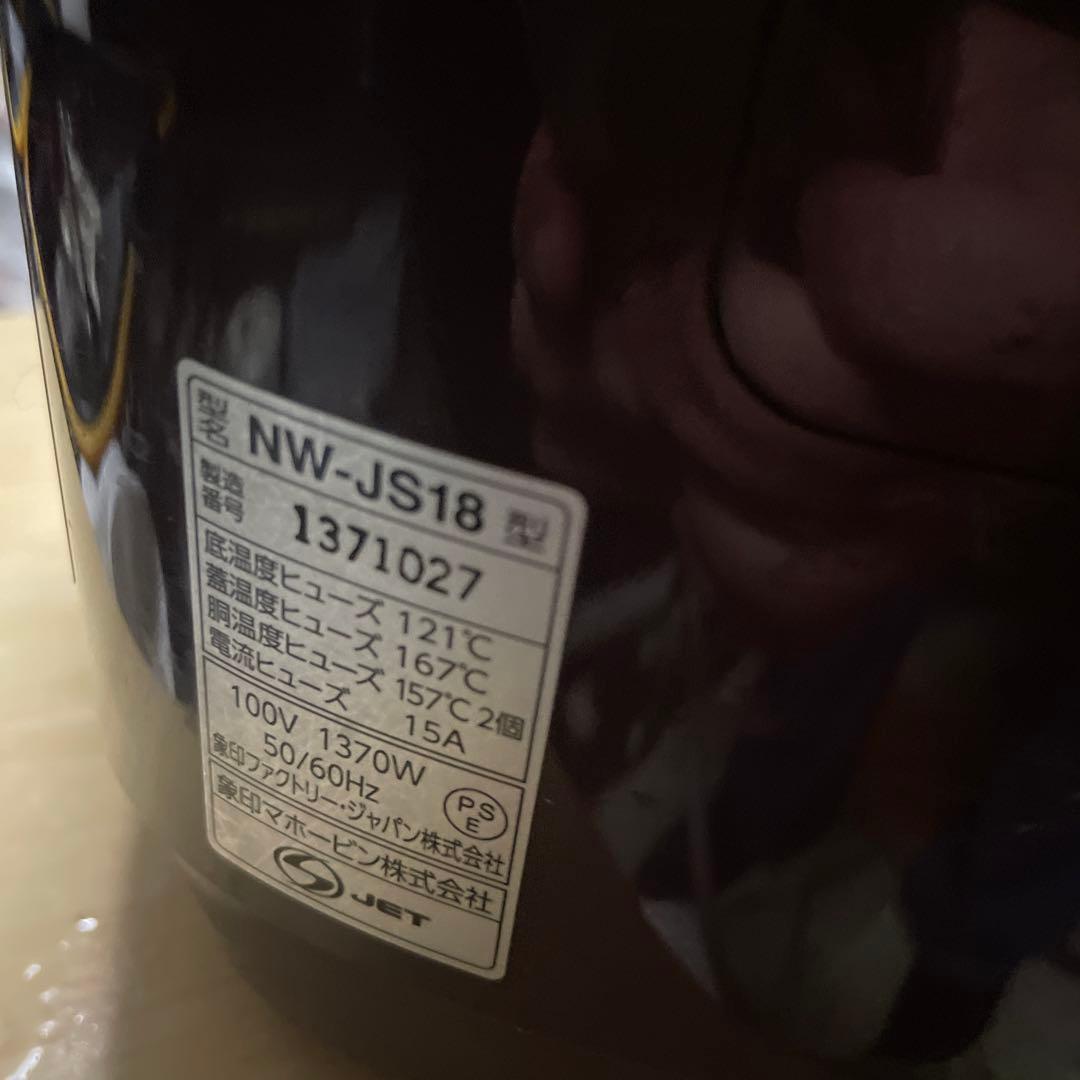 型名 NW-JS18 型
製造番号 1371027
底温度ヒューズ 121℃
蓋温度ヒューズ 167℃
胴温度ヒューズ 157℃ 2個
電流ヒューズ 15A
100V 1370W
50/60Hz
PSE
象印ファクトリー・ジャパン株式会社
象印マホービン株式会社
S JET